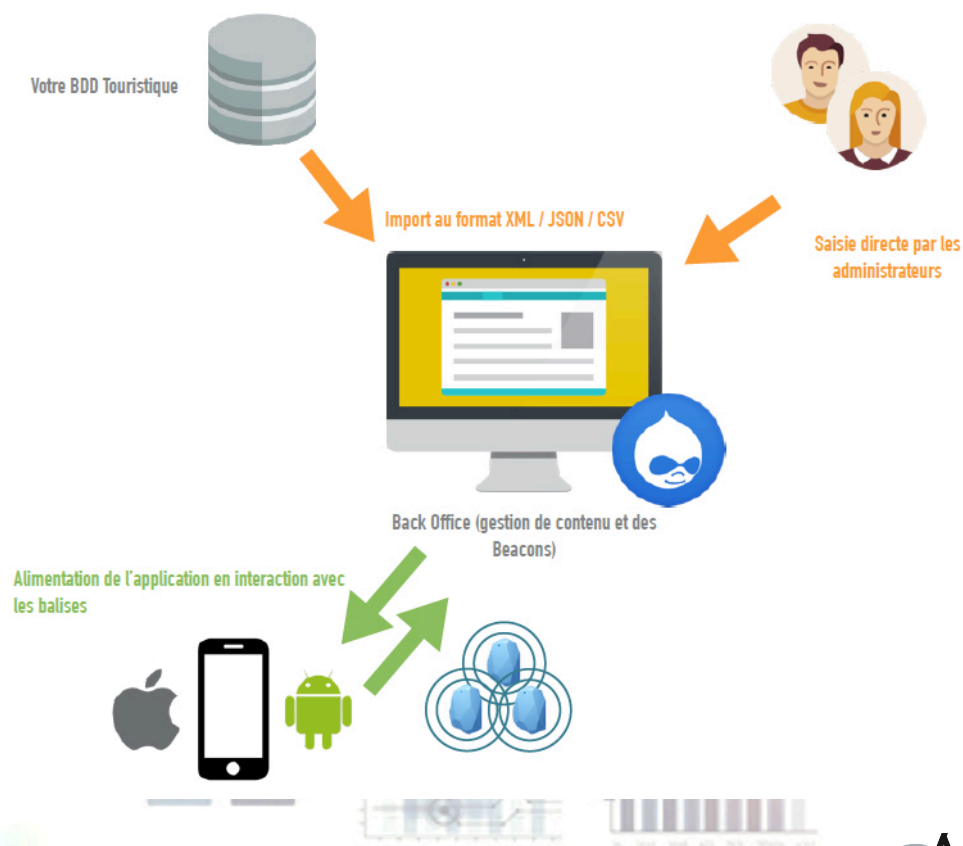 Votre BDD Touristique
Import au format XML / JSON / CSV
Saisie directe par les
administrateurs
Back Office (gestion de contenu et des
Beacons)
Alimentation de l'application en interaction avec
les balises